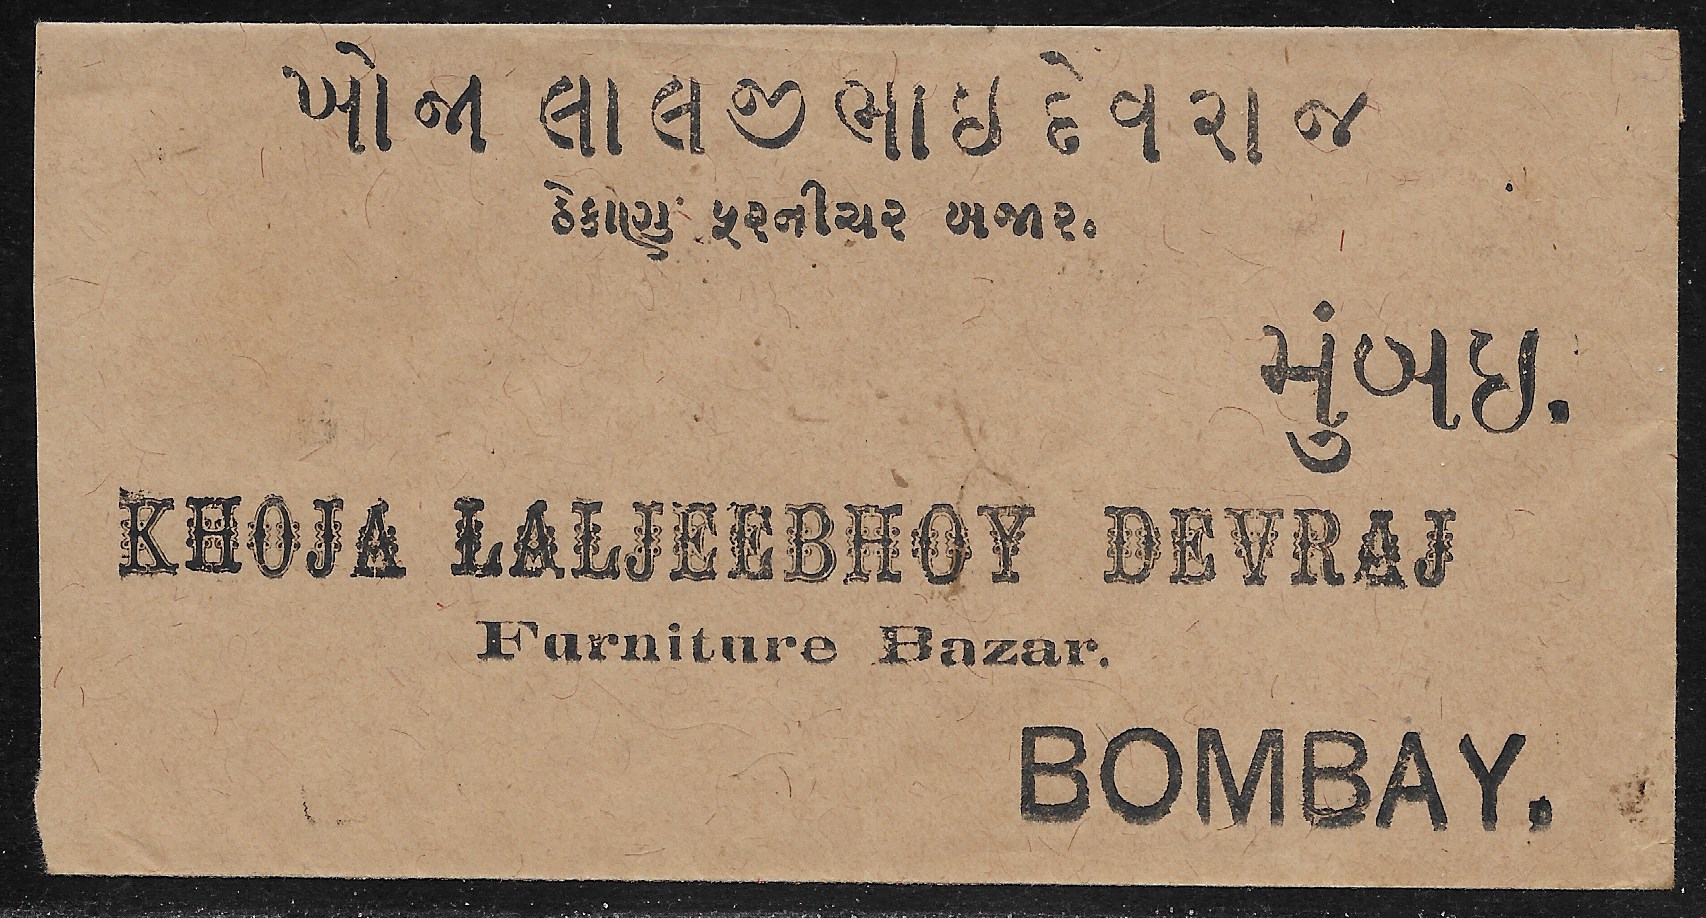 ખોજા લાલજી ભાઇ દેવરાજ
ઠેકાણું ફરનીચર બજાર.
મુંબઇ.
KHOJA LALJEEBHOY DEVRAJ
Furniture Bazar.
BOMBAY.